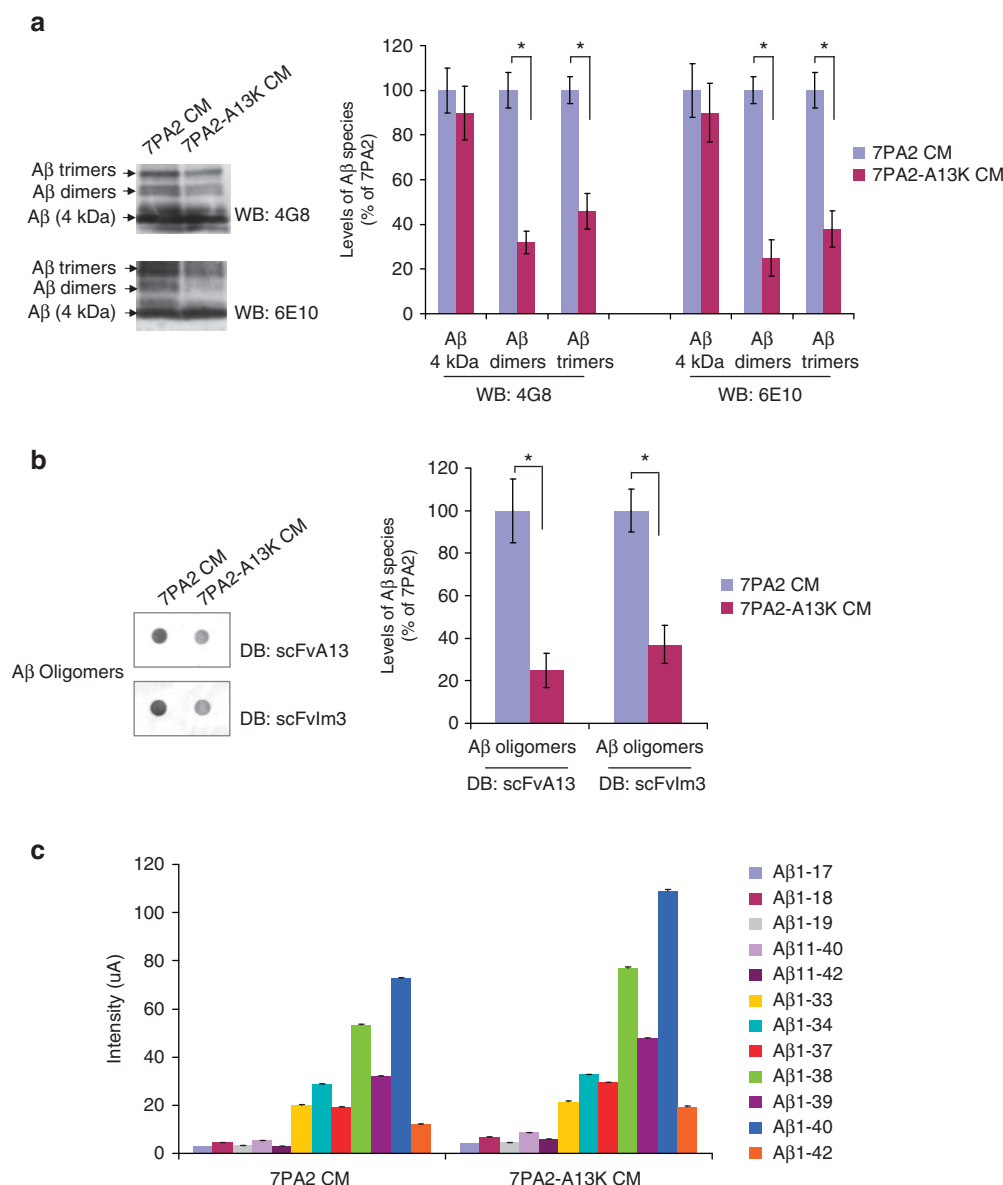 a
7PA2 CM
7PA2-A13K CM
Aβ trimers
Aβ dimers
Aβ (4 kDa)
WB: 4G8
Aβ trimers
Aβ dimers
Aβ (4 kDa)
WB: 6E10
Levels of Aβ species
(% of 7PA2)
120
100
80
60
40
20
0
*
*
*
*
Aβ
4 kDa
Aβ
dimers
Aβ
trimers
WB: 4G8
Aβ
4 kDa
Aβ
dimers
Aβ
trimers
WB: 6E10
7PA2 CM
7PA2-A13K CM
b
7PA2 CM
7PA2-A13K CM
Aβ Oligomers
DB: scFvA13
DB: scFvIm3
Levels of Aβ species
(% of 7PA2)
120
100
80
60
40
20
0
*
*
Aβ oligomers
DB: scFvA13
Aβ oligomers
DB: scFvIm3
7PA2 CM
7PA2-A13K CM
c
Intensity (uA)
120
100
80
60
40
20
0
7PA2 CM
7PA2-A13K CM
Aβ1-17
Aβ1-18
Aβ1-19
Aβ11-40
Aβ11-42
Aβ1-33
Aβ1-34
Aβ1-37
Aβ1-38
Aβ1-39
Aβ1-40
Aβ1-42